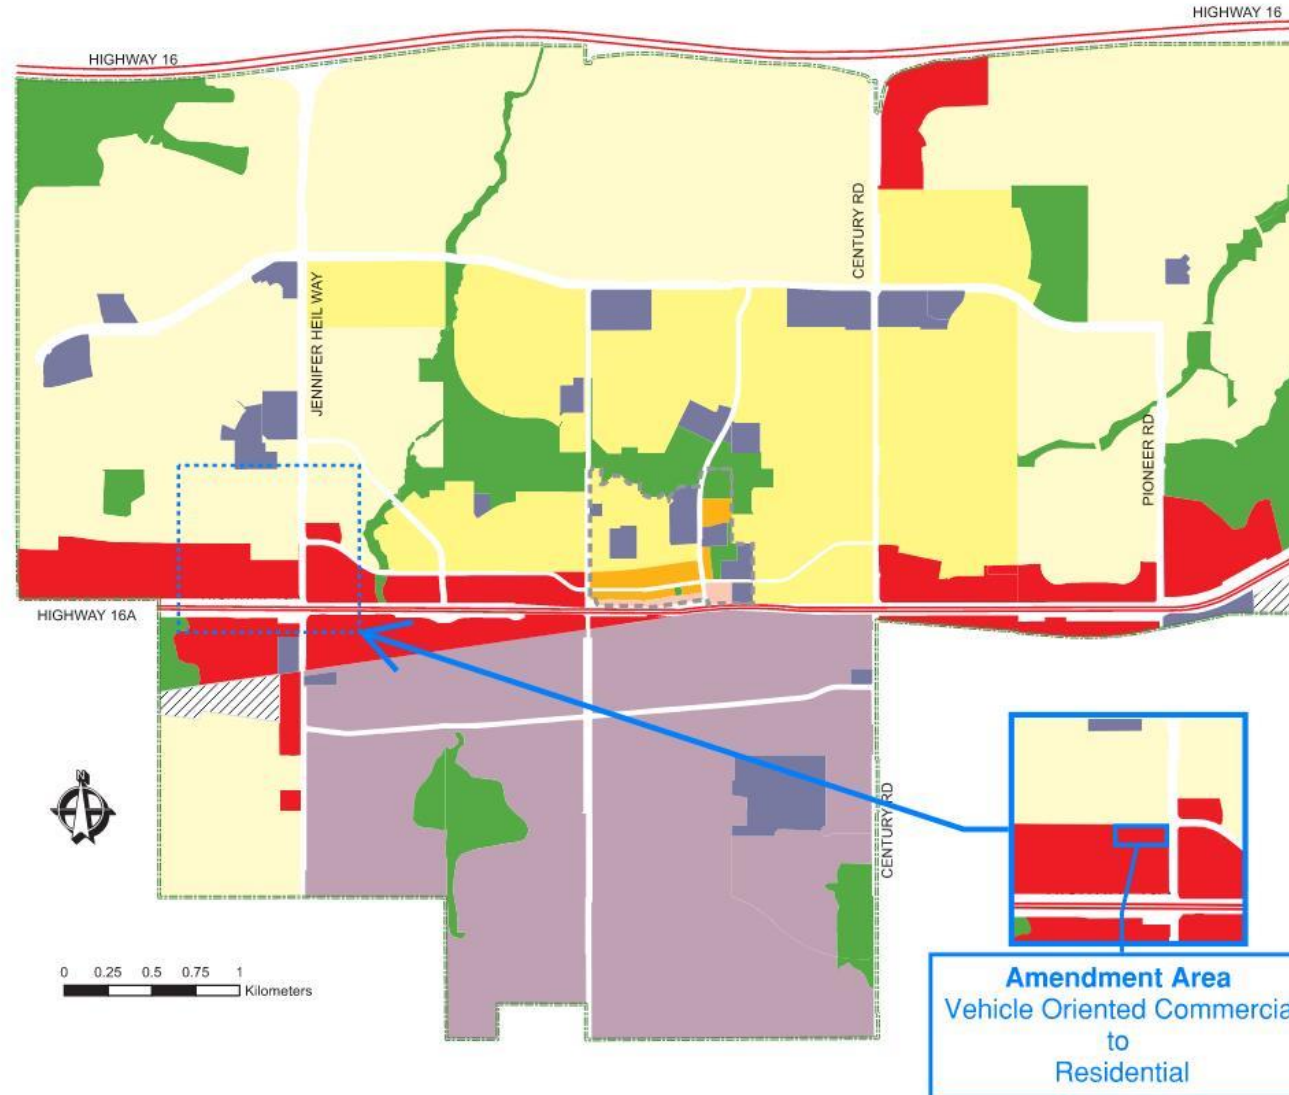 HIGHWAY 16
HIGHWAY 16
CENTURY RD
JENNIFER HEIL WAY
PIONEER RD
HIGHWAY 16A
N
CENTURY RD
0 0.25 0.5 0.75 1
Kilometers
Amendment Area
Vehicle Oriented Commercia
to
Residential